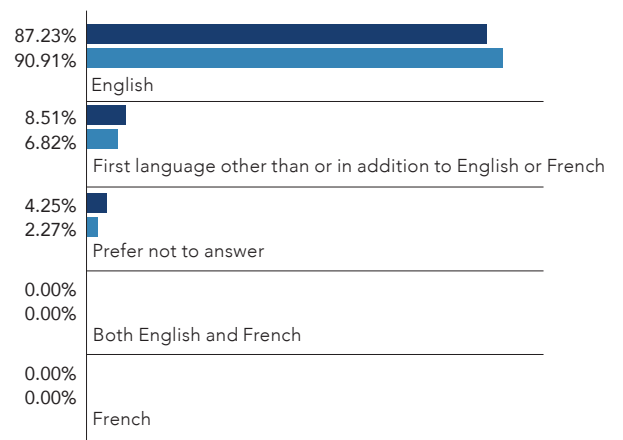 87.23%
90.91%
English
8.51%
6.82%
First language other than or in addition to English or French
4.25%
2.27%
Prefer not to answer
0.00%
0.00%
Both English and French
0.00%
0.00%
French